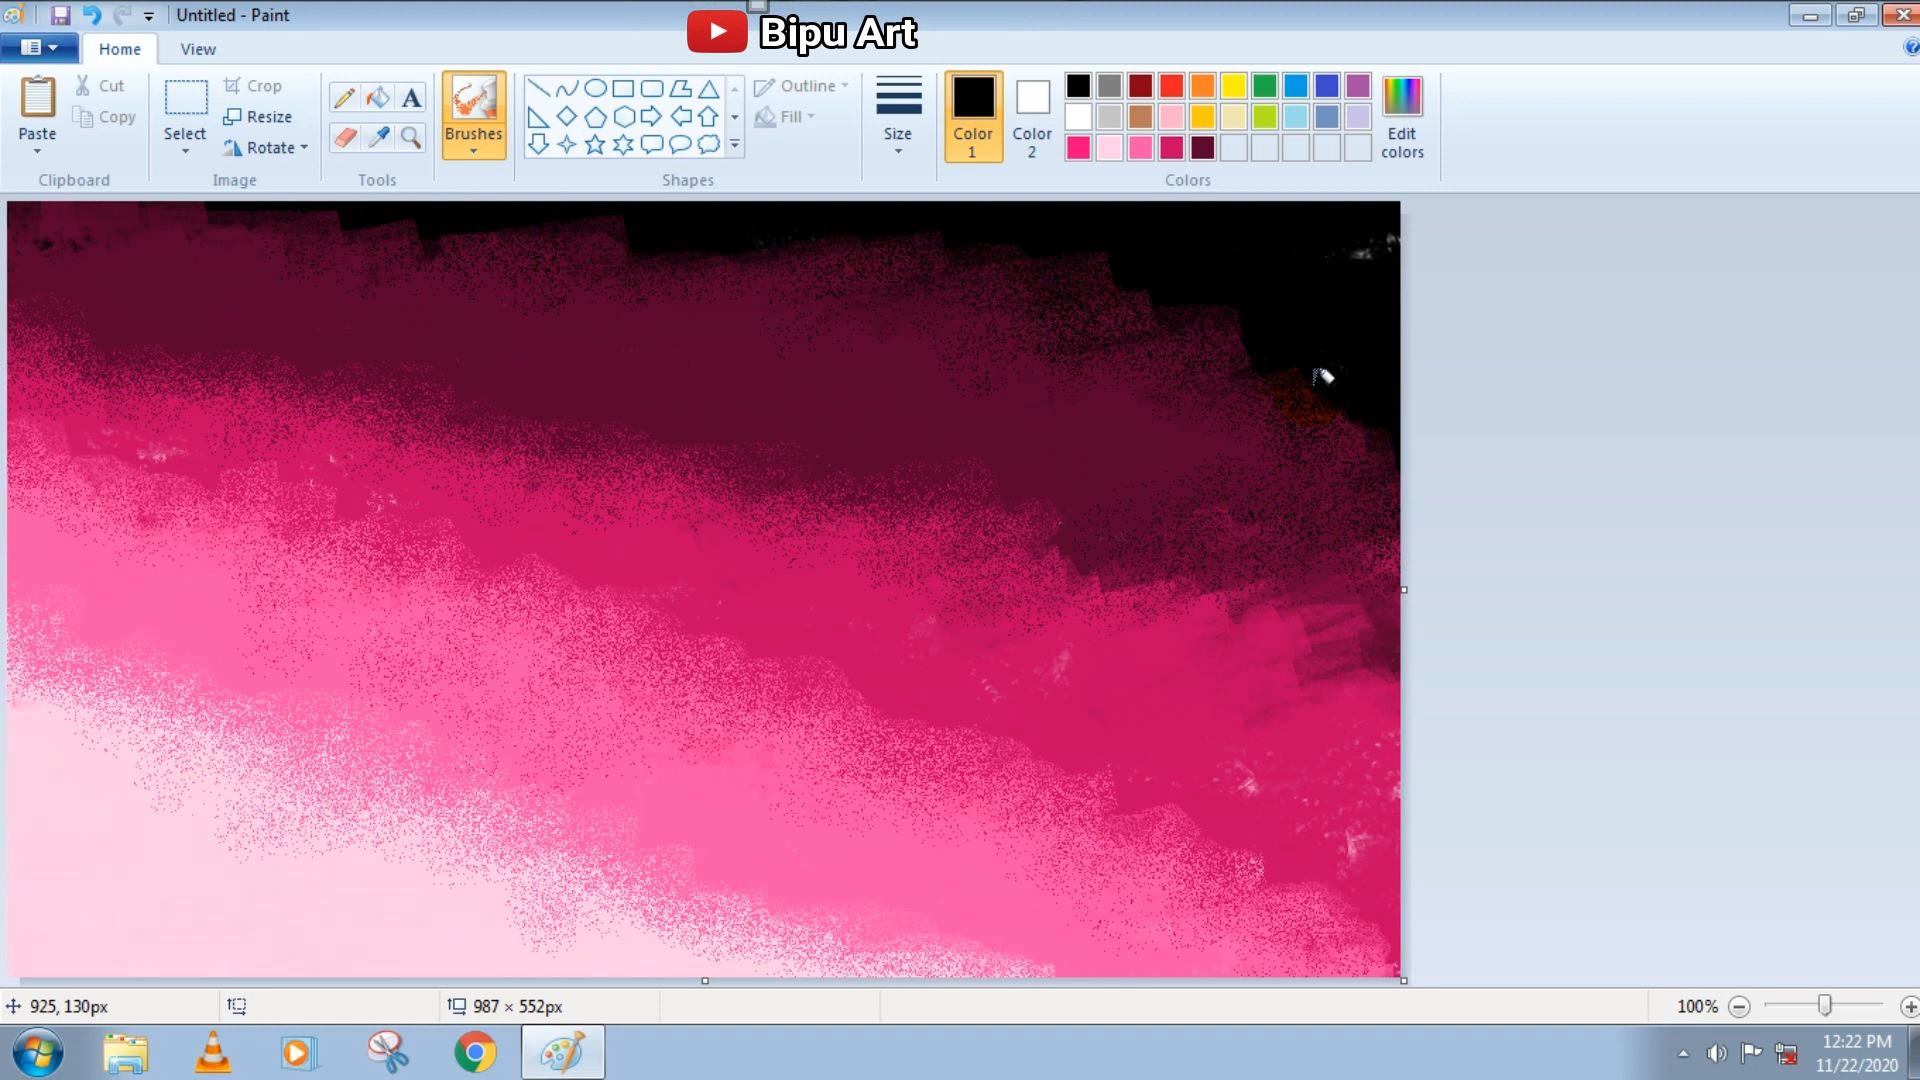 Untitled - Paint
Bipu Art
Home View
Paste
Cut
Copy
Clipboard
Select
Crop
Resize
Rotate
Image
A
Tools
Brushes
Shapes
Outline
Fill
Size
Color 1
Color 2
Edit colors
Colors
925, 130px
987 × 552px
100%
12:22 PM
11/22/2020